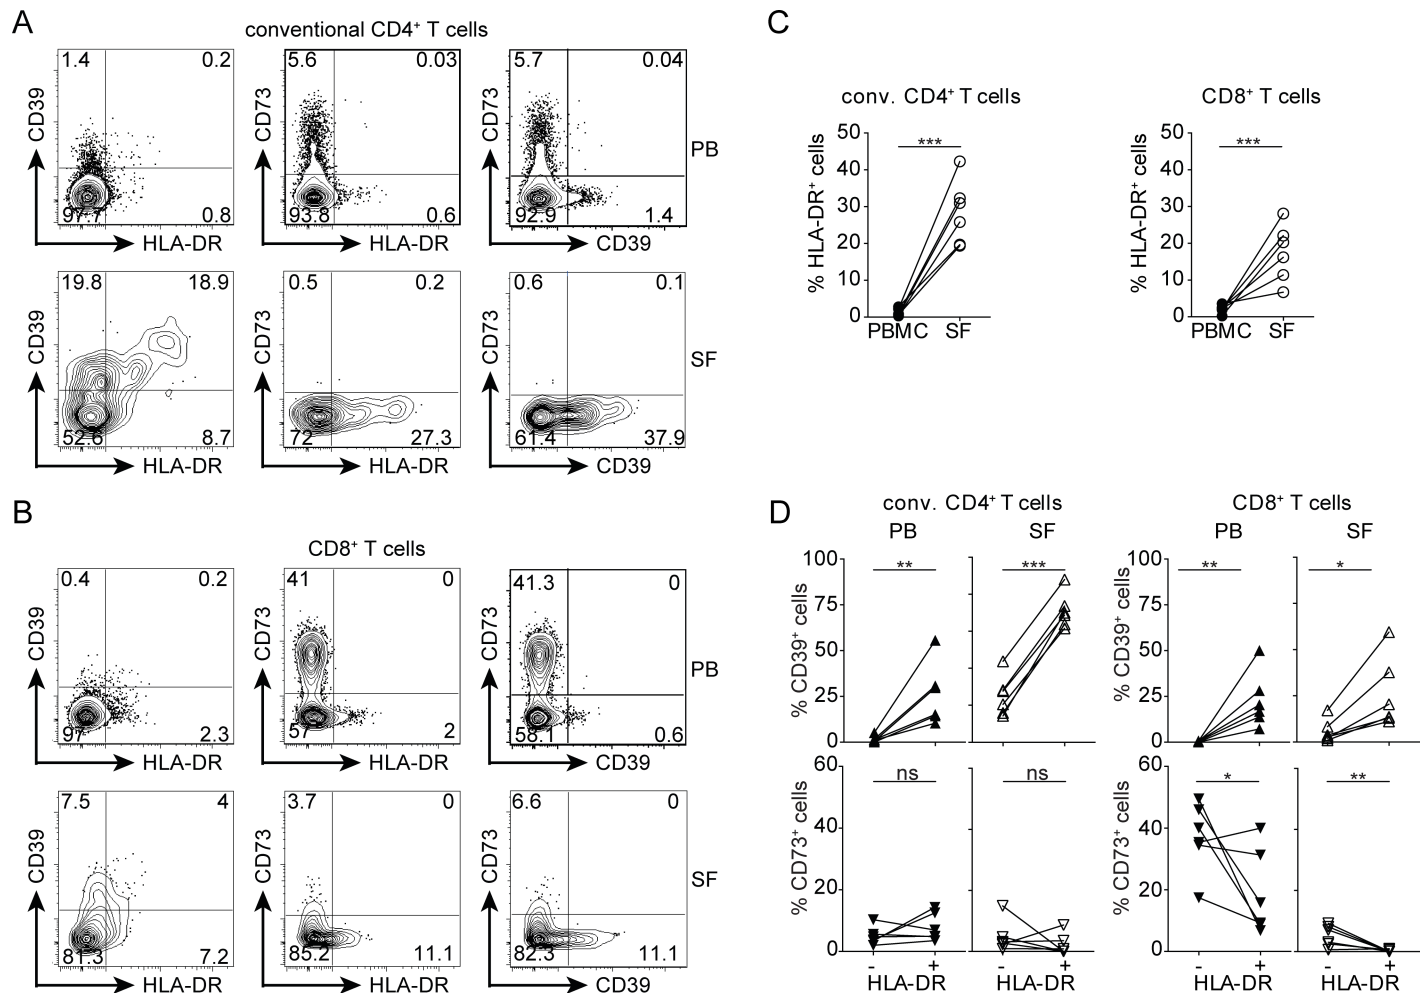 A
conventional CD4+ T cells
1.4 0.2
CD39
97.7 0.8
HLA-DR
5.6 0.03
CD73
93.8 0.6
HLA-DR
5.7 0.04
CD73
92.9 1.4
CD39
PB
19.8 18.9
CD39
52.6 8.7
HLA-DR
0.5 0.2
CD73
72 27.3
HLA-DR
0.6 0.1
CD73
61.4 37.9
CD39
SF
B
CD8+ T cells
0.4 0.2
CD39
97 2.3
HLA-DR
41 0
CD73
57 2
HLA-DR
41.3 0
CD73
58.1 0.6
CD39
PB
7.5 4
CD39
81.3 7.2
HLA-DR
3.7 0
CD73
85.2 11.1
HLA-DR
6.6 0
CD73
82.3 11.1
CD39
SF
C
conv. CD4+ T cells
% HLA-DR+ cells
50
40
30
20
10
0
***
PBMC SF
CD8+ T cells
% HLA-DR+ cells
50
40
30
20
10
0
***
PBMC SF
D
conv. CD4+ T cells
PB SF
% CD39+ cells
100
75
50
25
0
** ***
% CD73+ cells
60
40
20
0
ns ns
- + - +
HLA-DR HLA-DR
CD8+ T cells
PB SF
% CD39+ cells
100
75
50
25
0
** *
% CD73+ cells
60
40
20
0
* **
- + - +
HLA-DR HLA-DR